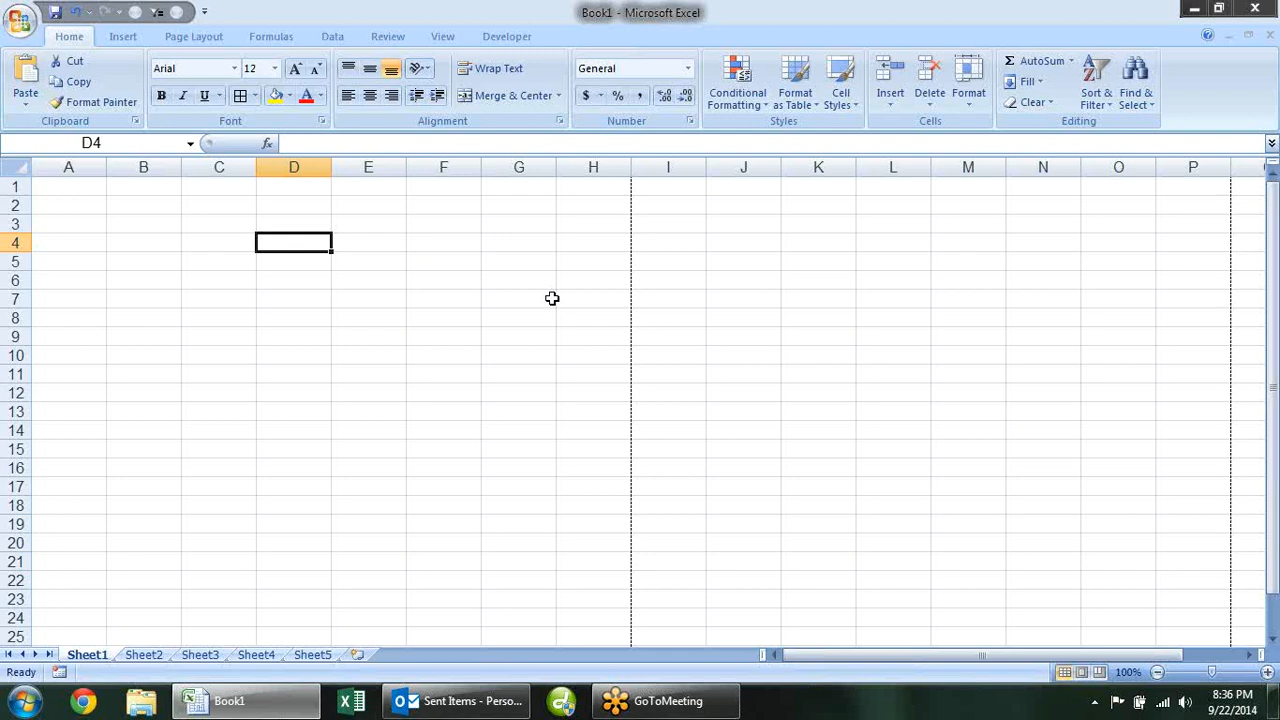 Book1 - Microsoft Excel
Home Insert Page Layout Formulas Data Review View Developer
Paste Cut Copy Format Painter Clipboard
Arial 12 B I U Font
Wrap Text Merge & Center Alignment
General $ % , Number
Conditional Formatting Format as Table Cell Styles Styles
Insert Delete Format Cells
Σ AutoSum Fill Clear Sort & Filter Find & Select Editing
D4 fx
A B C D E F G H I J K L M N O P
1
2
3
4
5
6
7
8
9
10
11
12
13
14
15
16
17
18
19
20
21
22
23
24
25
Sheet1 Sheet2 Sheet3 Sheet4 Sheet5
Ready 100%
Book1 Sent Items - Perso... GoToMeeting 8:36 PM
9/22/2014